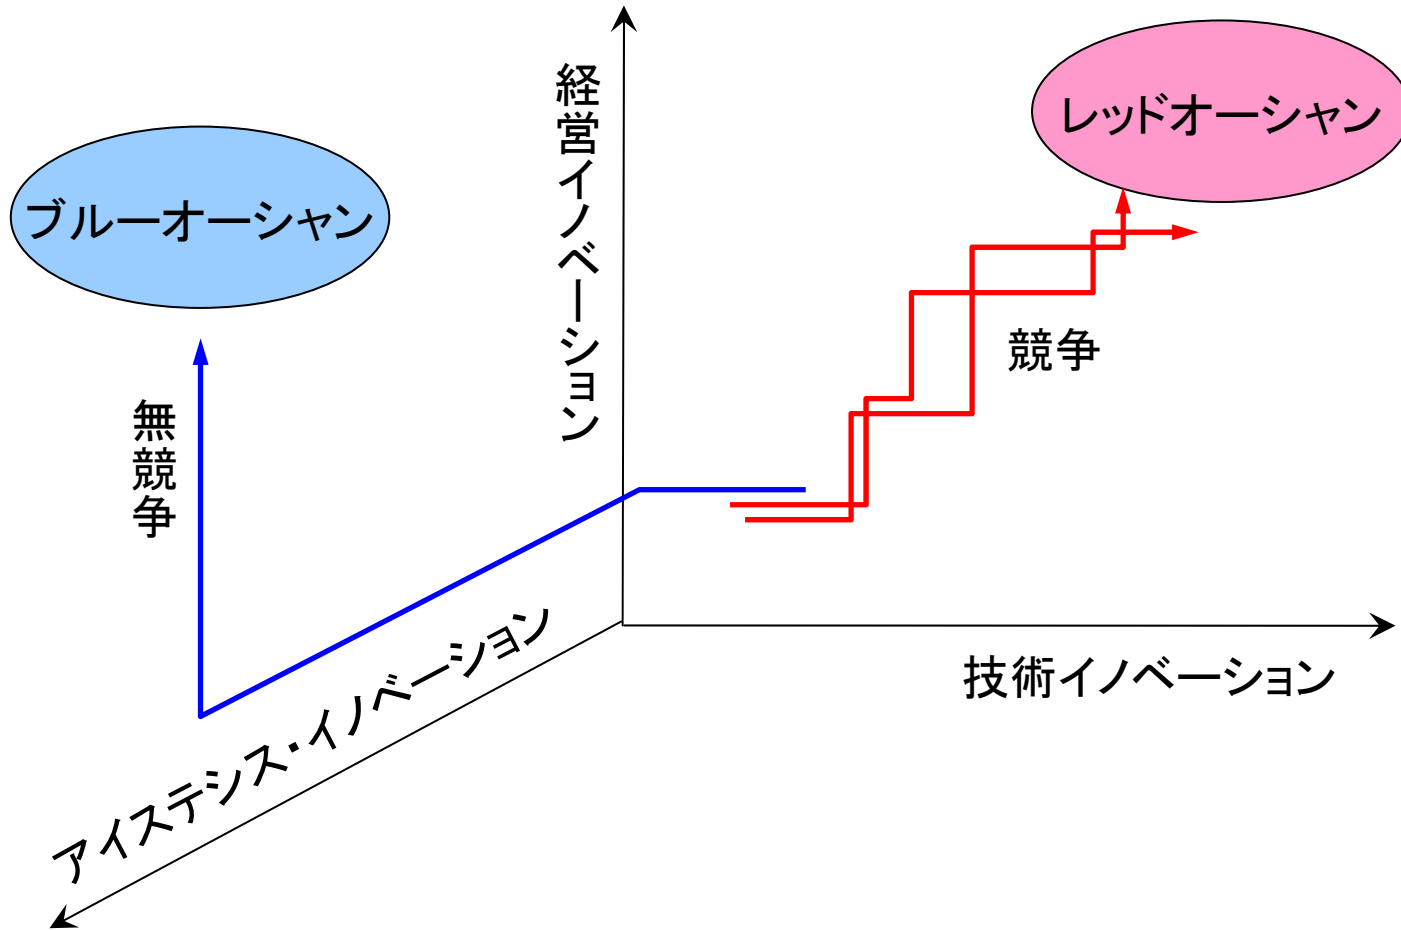 経営イノベーション
レッドオーシャン
ブルーオーシャン
競争
無競争
アイステシス・イノベーション
技術イノベーション